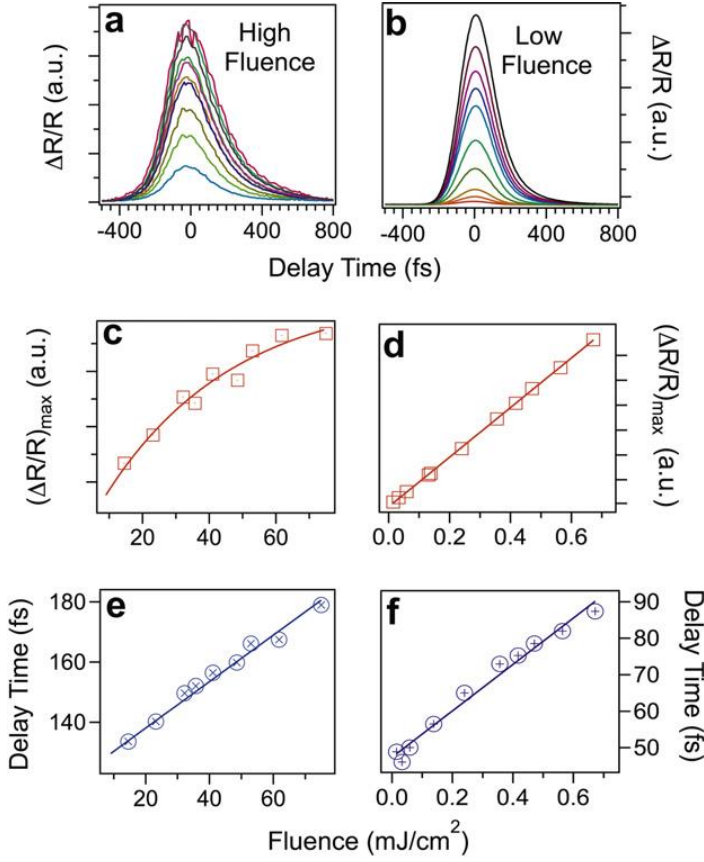 a
High
Fluence
ΔR/R (a.u.)
-400 0 400 800
b
Low
Fluence
ΔR/R (a.u.)
-400 0 400 800
Delay Time (fs)
c
(ΔR/R)max (a.u.)
20 40 60
d
(ΔR/R)max (a.u.)
0.0 0.2 0.4 0.6
e
Delay Time (fs)
180
160
140
20 40 60
f
Delay Time (fs)
90
80
70
60
50
0.0 0.2 0.4 0.6
Fluence (mJ/cm²)